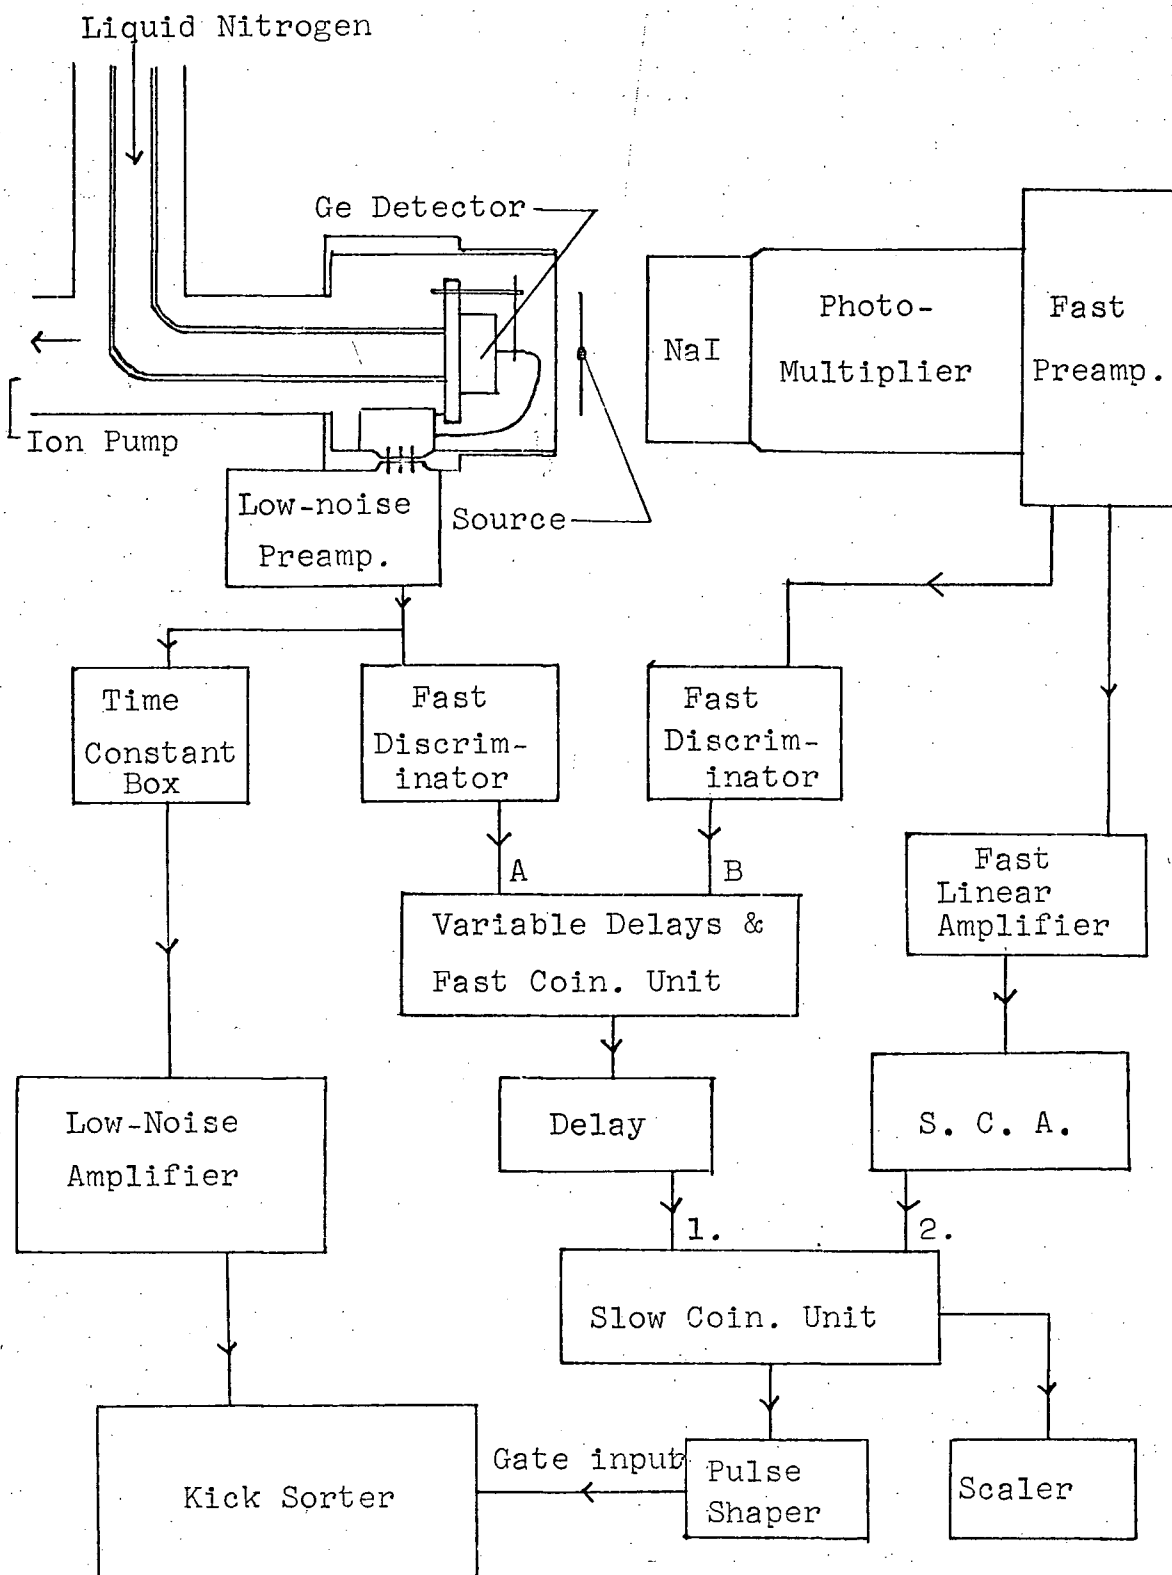 Liquid Nitrogen
Ge Detector
NaI
Photo-
Multiplier
Fast
Preamp.
Ion Pump
Low-noise
Preamp.
Source
Time
Constant
Box
Fast
Discrim-
inator
Fast
Discrim-
inator
A
B
Fast
Linear
Amplifier
Variable Delays &
Fast Coin. Unit
Low-Noise
Amplifier
Delay
S. C. A.
1.
2.
Slow Coin. Unit
Gate input
Kick Sorter
Pulse
Shaper
Scaler